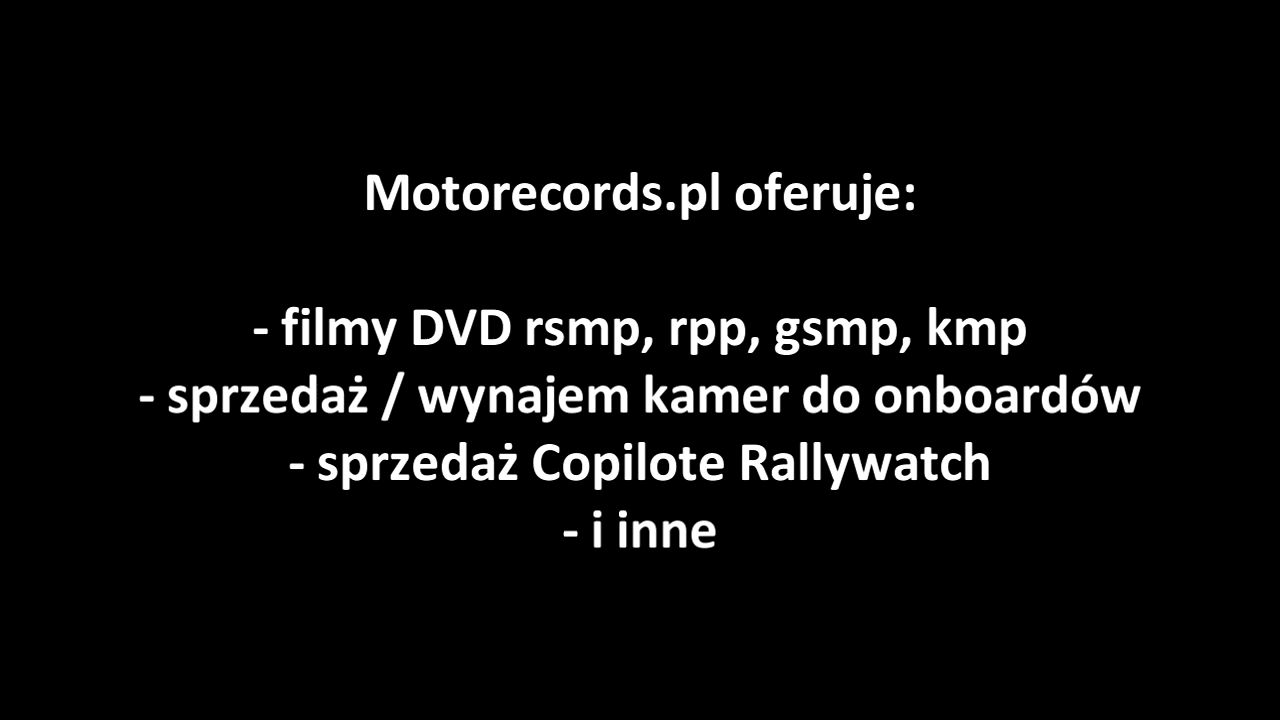 Motorecords.pl oferuje:
- filmy DVD rsmp, rpp, gsmp, kmp
- sprzedaż / wynajem kamer do onboardów
- sprzedaż Copilote Rallywatch
- i inne